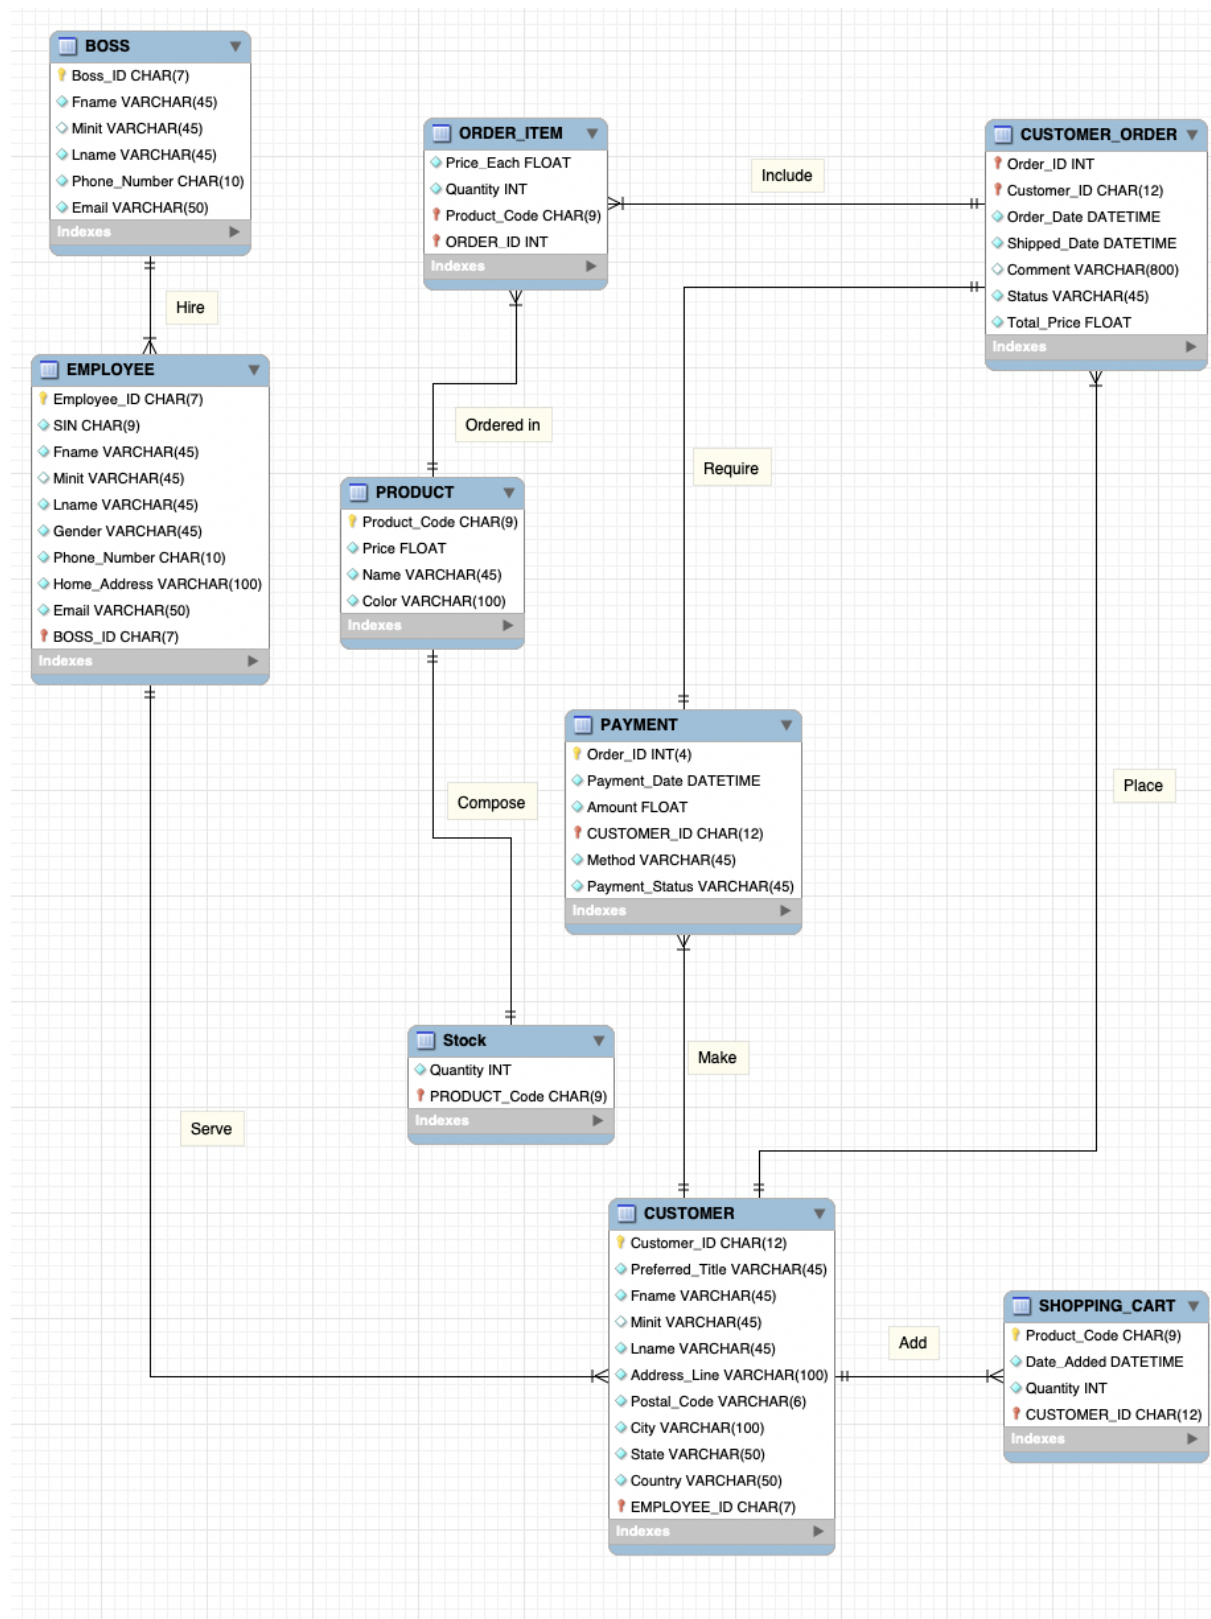 BOSS
Boss_ID CHAR(7)
Fname VARCHAR(45)
Minit VARCHAR(45)
Lname VARCHAR(45)
Phone_Number CHAR(10)
Email VARCHAR(50)
Indexes
Hire
EMPLOYEE
Employee_ID CHAR(7)
SIN CHAR(9)
Fname VARCHAR(45)
Minit VARCHAR(45)
Lname VARCHAR(45)
Gender VARCHAR(45)
Phone_Number CHAR(10)
Home_Address VARCHAR(100)
Email VARCHAR(50)
BOSS_ID CHAR(7)
Indexes
ORDER_ITEM
Price_Each FLOAT
Quantity INT
Product_Code CHAR(9)
ORDER_ID INT
Indexes
Include
CUSTOMER_ORDER
Order_ID INT
Customer_ID CHAR(12)
Order_Date DATETIME
Shipped_Date DATETIME
Comment VARCHAR(800)
Status VARCHAR(45)
Total_Price FLOAT
Indexes
Ordered in
Require
PRODUCT
Product_Code CHAR(9)
Price FLOAT
Name VARCHAR(45)
Color VARCHAR(100)
Indexes
Compose
PAYMENT
Order_ID INT(4)
Payment_Date DATETIME
Amount FLOAT
CUSTOMER_ID CHAR(12)
Method VARCHAR(45)
Payment_Status VARCHAR(45)
Indexes
Place
Stock
Quantity INT
PRODUCT_Code CHAR(9)
Indexes
Make
Serve
CUSTOMER
Customer_ID CHAR(12)
Preferred_Title VARCHAR(45)
Fname VARCHAR(45)
Minit VARCHAR(45)
Lname VARCHAR(45)
Address_Line VARCHAR(100)
Postal_Code VARCHAR(6)
City VARCHAR(100)
State VARCHAR(50)
Country VARCHAR(50)
EMPLOYEE_ID CHAR(7)
Indexes
Add
SHOPPING_CART
Product_Code CHAR(9)
Date_Added DATETIME
Quantity INT
CUSTOMER_ID CHAR(12)
Indexes